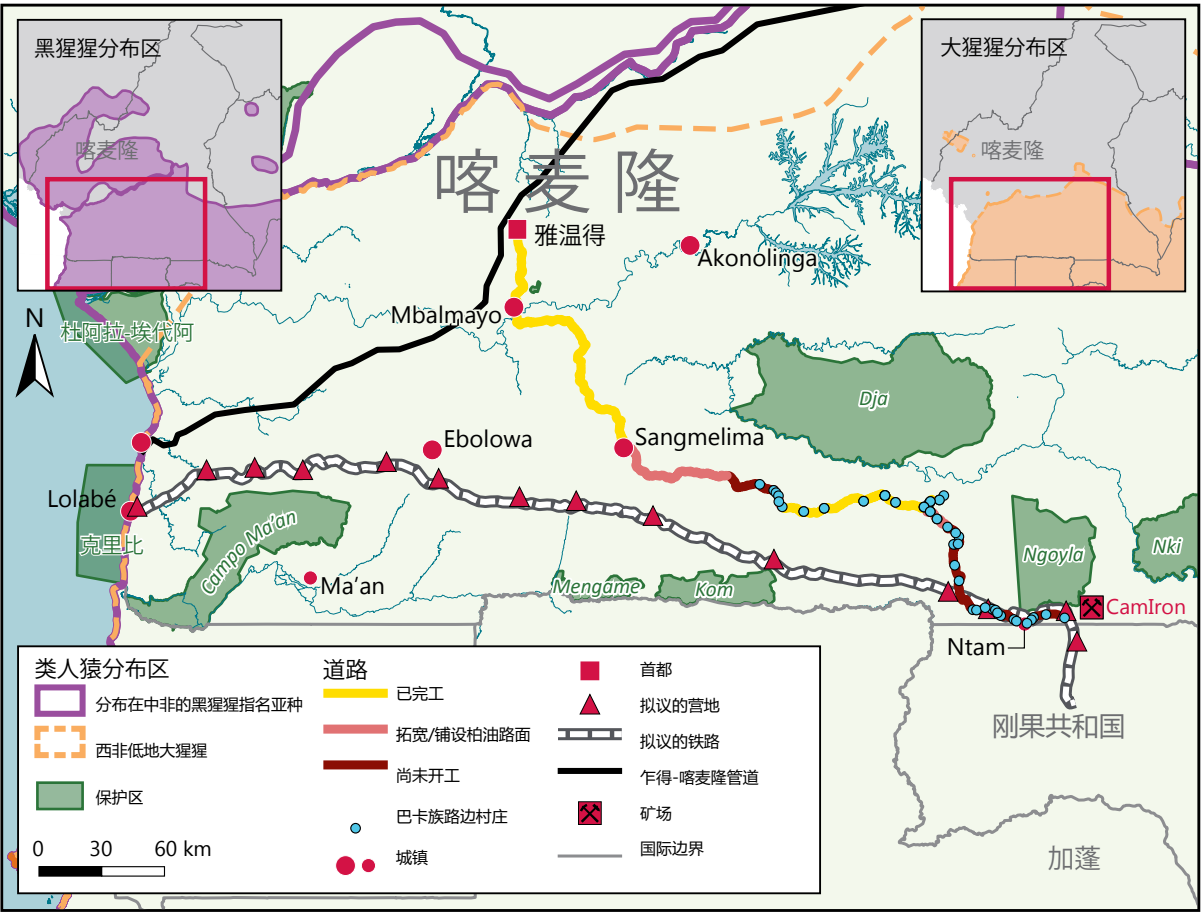 黑猩猩分布区
喀麦隆
大猩猩分布区
喀麦隆
喀麦隆
雅温得
Akonolinga
Mbalmayo
杜阿拉-埃代阿
N
Dja
Ebolowa
Sangmelima
Lolabé
克里比
Campo Ma'an
Ma'an
Mengame
Kom
Ngoyla
Nki
CamIron
Ntam
刚果共和国
加蓬
类人猿分布区
分布在中非的黑猩猩指名亚种
西非低地大猩猩
保护区
0 30 60 km
道路
已完工
拓宽/铺设柏油路面
尚未开工
巴卡族路边村庄
城镇
首都
拟议的营地
拟议的铁路
乍得-喀麦隆管道
矿场
国际边界